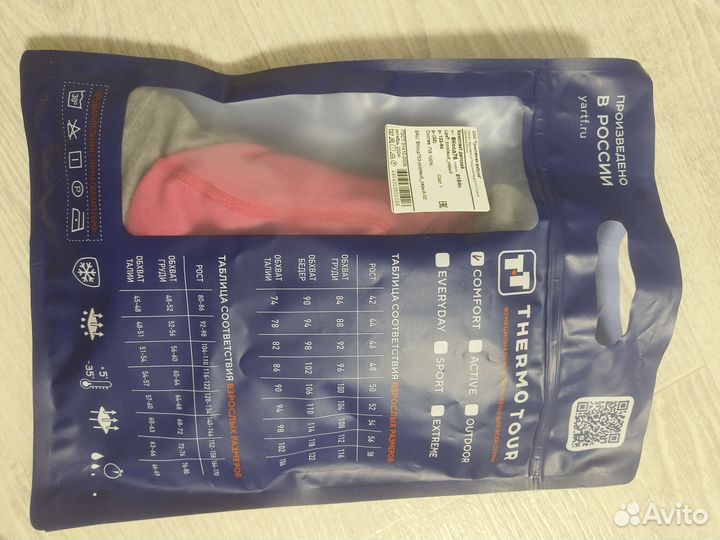 ПРОИЗВЕДЕНО
В РОССИИ
yartf.ru
THERMO TOUR
COMFORT
ACTIVE
OUTDOOR
EVERYDAY
SPORT
EXTREME
ТАБЛИЦА СООТВЕТСТВИЯ ВЗРОСЛЫХ РАЗМЕРОВ
РОСТ 42 44 46 48 50 52 54 56 58
ОБХВАТ ГРУДИ 84 88 92 96 100 104 108 112 116
ОБХВАТ БЕДЕР 90 94 98 102 106 110 114 118 122
ОБХВАТ ТАЛИИ 74 78 82 86 90 94 98 102 106
ТАБЛИЦА СООТВЕТСТВИЯ ВЗРОСЛЫХ РАЗМЕРОВ
РОСТ 80-86 92-98 104-110 116-122 128-134 140-146 152-158 164-170
ОБХВАТ ГРУДИ 48-52 52-56 56-60 60-64 64-68 68-72 72-76 76-80
ОБХВАТ ТАЛИИ 45-48 48-51 51-54 54-57 57-60 60-63 63-66 66-69
+5°
-35°
30°
Avito